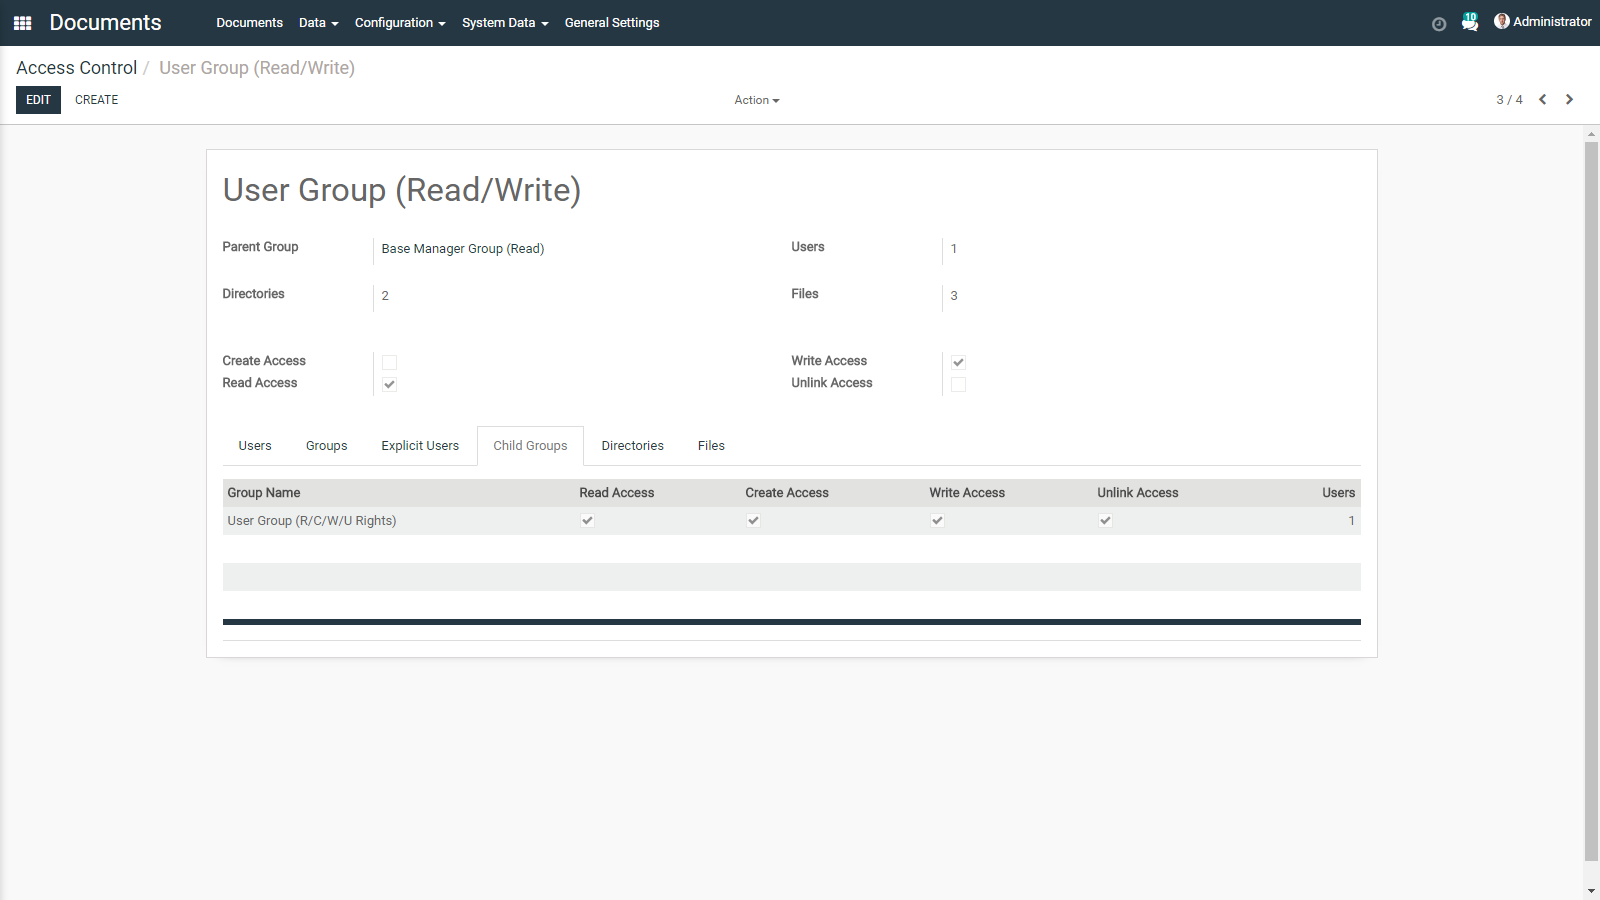 Documents Documents Data Configuration System Data General Settings 10 Administrator
Access Control / User Group (Read/Write)
EDIT CREATE Action 3 / 4
User Group (Read/Write)
Parent Group Base Manager Group (Read) Users 1
Directories 2 Files 3
Create Access Write Access
Read Access Unlink Access
Users Groups Explicit Users Child Groups Directories Files
Group Name Read Access Create Access Write Access Unlink Access Users
User Group (R/C/W/U Rights) 1